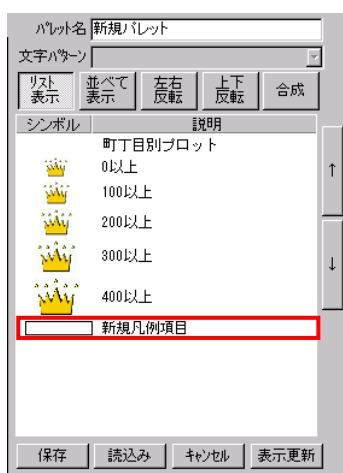 パレット名 新規パレット
文字パターン
リスト表示 並べて表示 左右反転 上下反転 合成
シンボル 説明
町丁目別プロット
0以上
↑
100以上
200以上
300以上
↓
400以上
新規凡例項目
保存 読込み キャンセル 表示更新